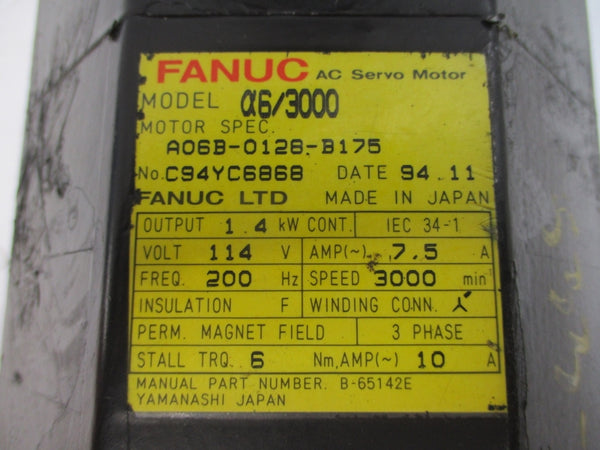 FANUC AC Servo Motor
MODEL α6/3000
MOTOR SPEC.
A06B-0128-B175
No. C94YC6868 DATE 94.11
FANUC LTD MADE IN JAPAN
OUTPUT 1.4 kW CONT. IEC 34-1
VOLT 114 V AMP(~) 7.5 A
FREQ. 200 Hz SPEED 3000 min-1
INSULATION F WINDING CONN. Y
PERM. MAGNET FIELD 3 PHASE
STALL TRQ. 6 Nm, AMP(~) 10 A
MANUAL PART NUMBER. B-65142E
YAMANASHI JAPAN